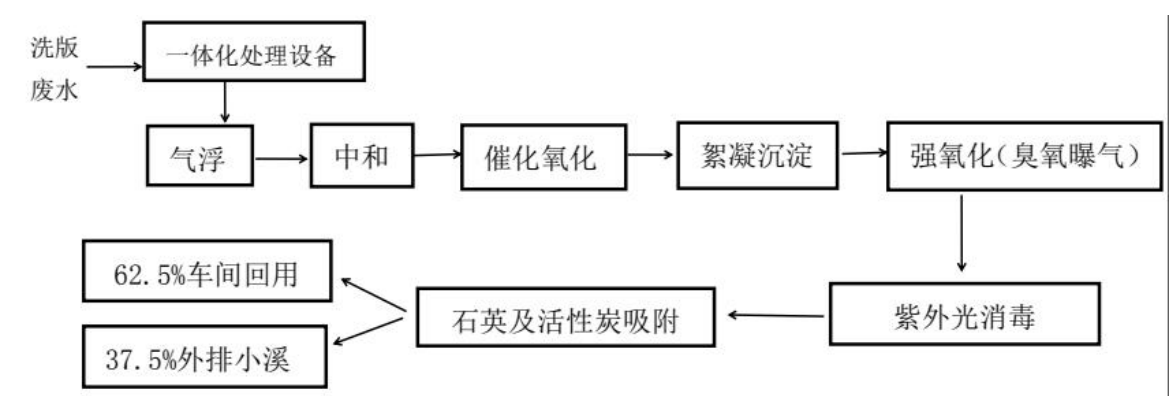 洗版
废水
一体化处理设备
气浮
中和
催化氧化
絮凝沉淀
强氧化(臭氧曝气)
紫外光消毒
石英及活性炭吸附
62.5%车间回用
37.5%外排小溪